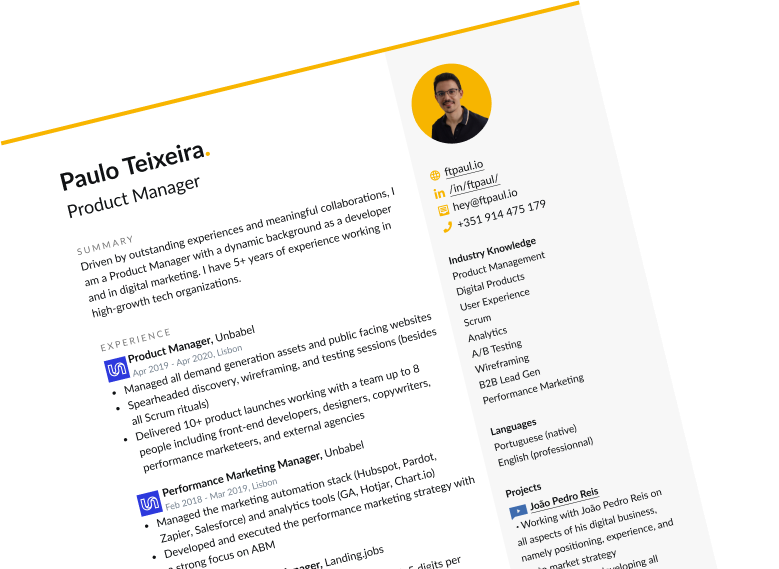 Paulo Teixeira.
Product Manager
SUMMARY
Driven by outstanding experiences and meaningful collaborations, I
am a Product Manager with a dynamic background as a developer
and in digital marketing. I have 5+ years of experience working in
high-growth tech organizations.
EXPERIENCE
Product Manager, Unbabel
Apr 2019 - Apr 2020, Lisbon
• Managed all demand generation assets and public facing websites
• Spearheaded discovery, wireframing, and testing sessions (besides
all Scrum rituals)
• Delivered 10+ product launches working with a team up to 8
people including front-end developers, designers, copywriters,
performance marketeers, and external agencies
Performance Marketing Manager, Unbabel
Feb 2018 - Mar 2019, Lisbon
• Managed the marketing automation stack (Hubspot, Pardot,
Zapier, Salesforce) and analytics tools (GA, Hotjar, Chart.io)
• Developed and executed the performance marketing strategy with
strong focus on ABM
Landing.jobs
digits per
ftpaul.io
in /in/ftpaul/
hey@ftpaul.io
+351 914 475 179
Industry Knowledge
Product Management
Digital Products
User Experience
Scrum
Analytics
A/B Testing
Wireframing
B2B Lead Gen
Performance Marketing
Languages
Portuguese (native)
English (professionnal)
Projects
João Pedro Reis
• Working with João Pedro Reis on
all aspects of his digital business,
namely positioning, experience, and
market strategy
developing all